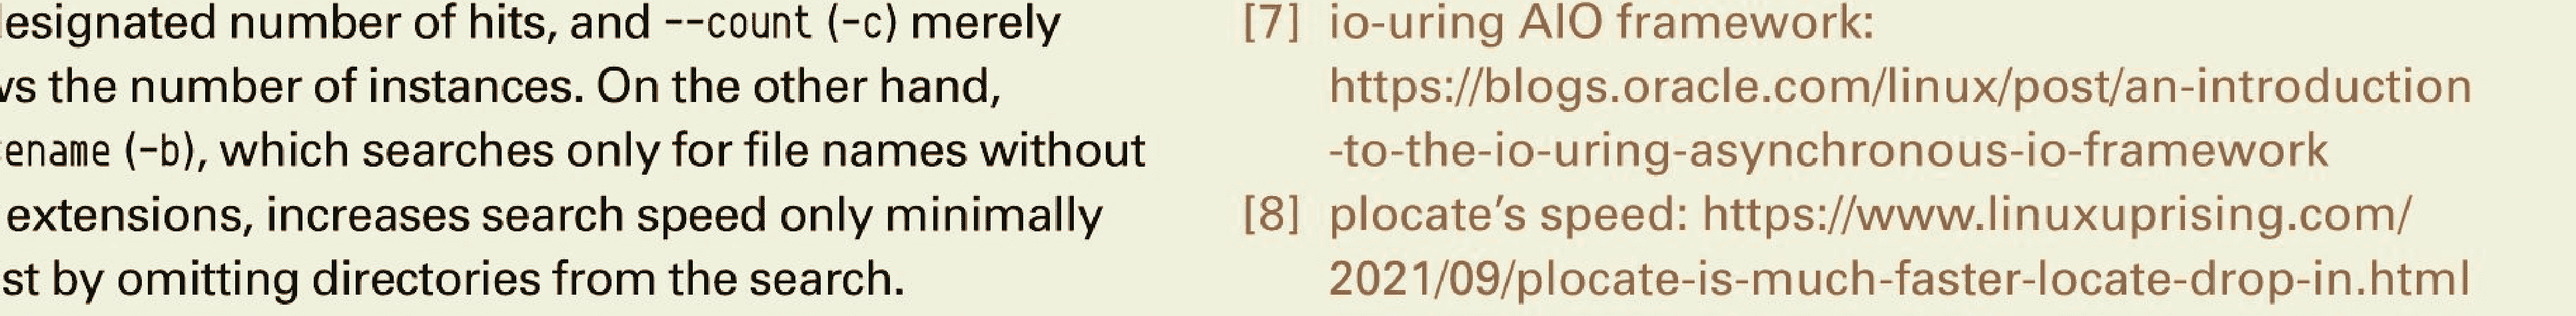 esignated number of hits, and --count (-c) merely
the number of instances. On the other hand,
ename (-b), which searches only for file names without
extensions, increases search speed only minimally
st by omitting directories from the search.
[7] io-uring AIO framework:
https://blogs.oracle.com/linux/post/an-introduction
-to-the-io-uring-asynchronous-io-framework
[8] plocate's speed: https://www.linuxuprising.com/
2021/09/plocate-is-much-faster-locate-drop-in.html